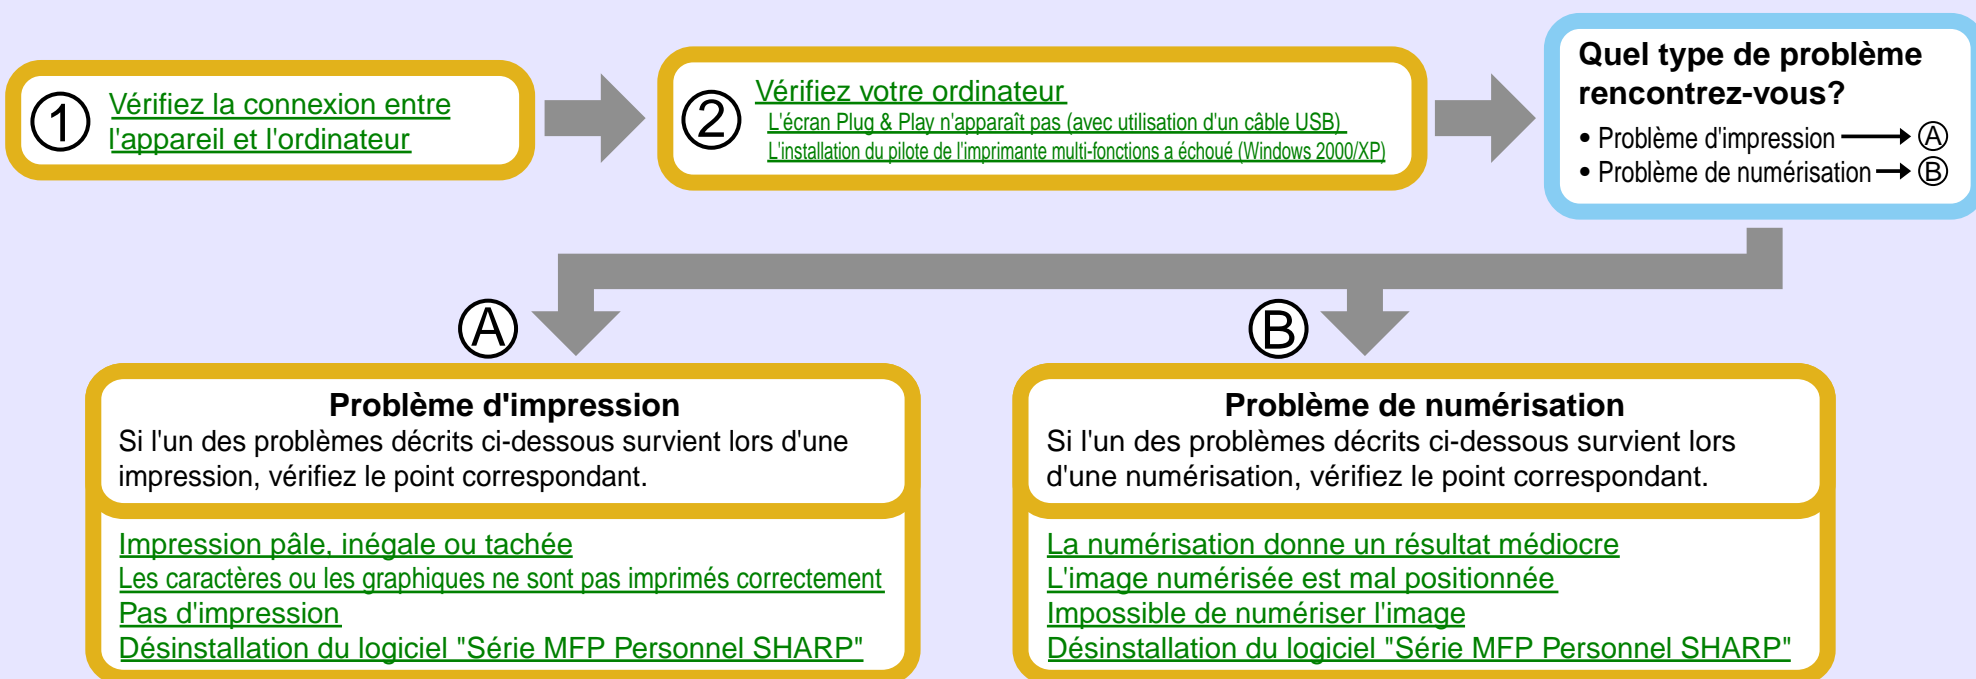 ① Vérifiez la connexion entre
l'appareil et l'ordinateur
② Vérifiez votre ordinateur
L'écran Plug & Play n'apparaît pas (avec utilisation d'un câble USB)
L'installation du pilote de l'imprimante multi-fonctions a échoué (Windows 2000/XP)
Quel type de problème
rencontrez-vous?
• Problème d'impression → Ⓐ
• Problème de numérisation → Ⓑ
Ⓐ
Problème d'impression
Si l'un des problèmes décrits ci-dessous survient lors d'une
impression, vérifiez le point correspondant.
Impression pâle, inégale ou tachée
Les caractères ou les graphiques ne sont pas imprimés correctement
Pas d'impression
Désinstallation du logiciel "Série MFP Personnel SHARP"
Ⓑ
Problème de numérisation
Si l'un des problèmes décrits ci-dessous survient lors
d'une numérisation, vérifiez le point correspondant.
La numérisation donne un résultat médiocre
L'image numérisée est mal positionnée
Impossible de numériser l'image
Désinstallation du logiciel "Série MFP Personnel SHARP"